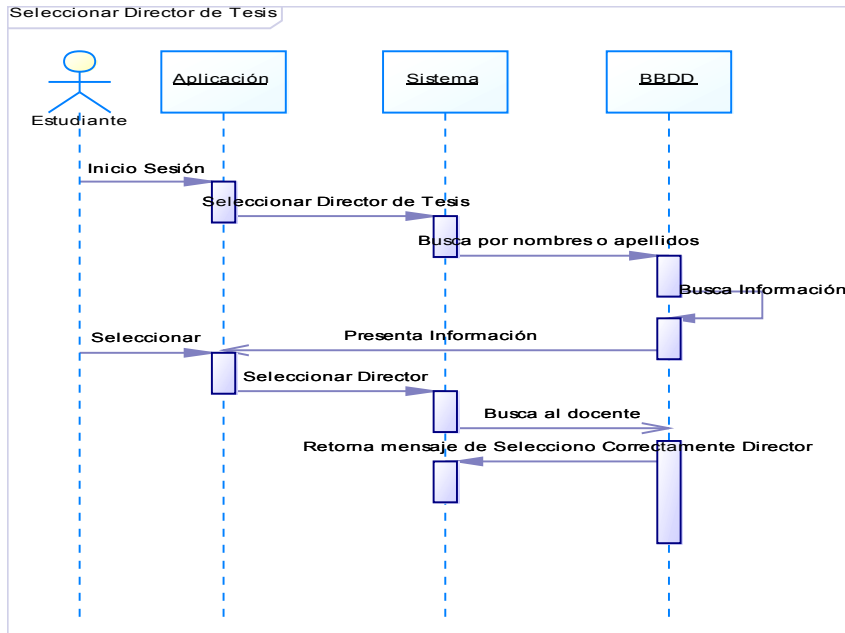 Seleccionar Director de Tesis
Aplicación
Sistema
BBDD
Estudiante
Inicio Sesión
Seleccionar Director de Tesis
Busca por nombres o apellidos
Busca Información
Seleccionar
Presenta Información
Seleccionar Director
Busca al docente
Retorna mensaje de Selecciono Correctamente Director